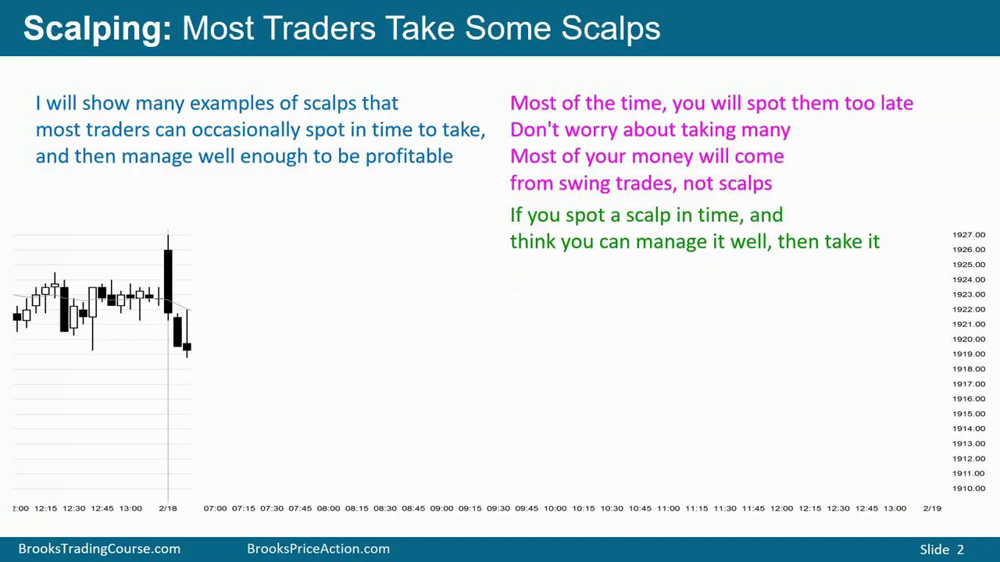 Scalping: Most Traders Take Some Scalps
I will show many examples of scalps that
most traders can occasionally spot in time to take,
and then manage well enough to be profitable
Most of the time, you will spot them too late
Don't worry about taking many
Most of your money will come
from swing trades, not scalps
If you spot a scalp in time, and
think you can manage it well, then take it
1927.00
1926.00
1925.00
1924.00
1923.00
1922.00
1921.00
1920.00
1919.00
1918.00
1917.00
1916.00
1915.00
1914.00
1913.00
1912.00
1911.00
1910.00
2:00 12:15 12:30 12:45 13:00 2/18 07:00 07:15 07:30 07:45 08:00 08:15 08:30 08:45 09:00 09:15 09:30 09:45 10:00 10:15 10:30 10:45 11:00 11:15 11:30 11:45 12:00 12:15 12:30 12:45 13:00 2/19
BrooksTradingCourse.com BrooksPriceAction.com Slide 2